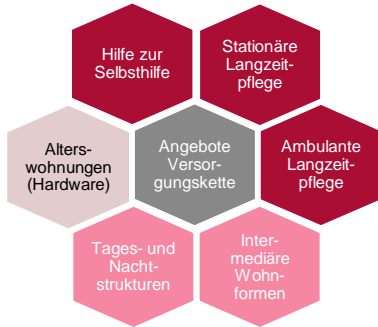 Hilfe zur
Selbsthilfe
Stationäre
Langzeit-
pflege
Alters-
wohnungen
(Hardware)
Angebote
Versor-
gungskette
Ambulante
Langzeit-
pflege
Tages- und
Nacht-
strukturen
Inter-
mediäre
Wohn-
formen